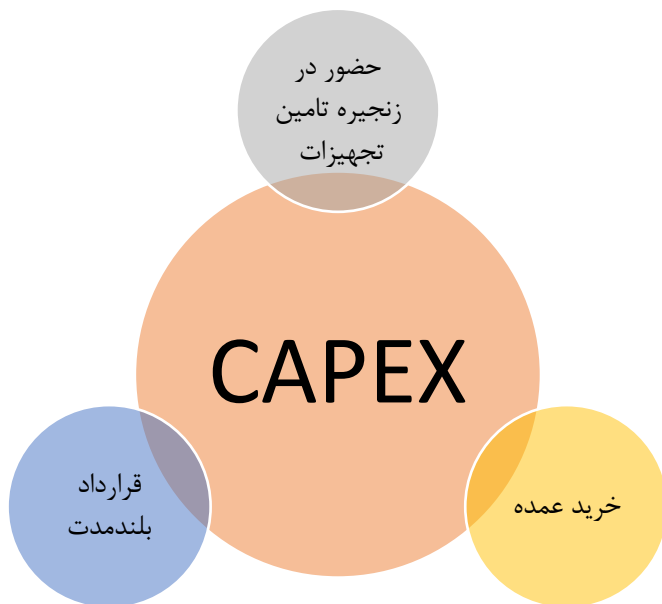 حضور در
زنجیره تامین
تجهیزات
CAPEX
قرارداد
بلندمدت
خرید عمده